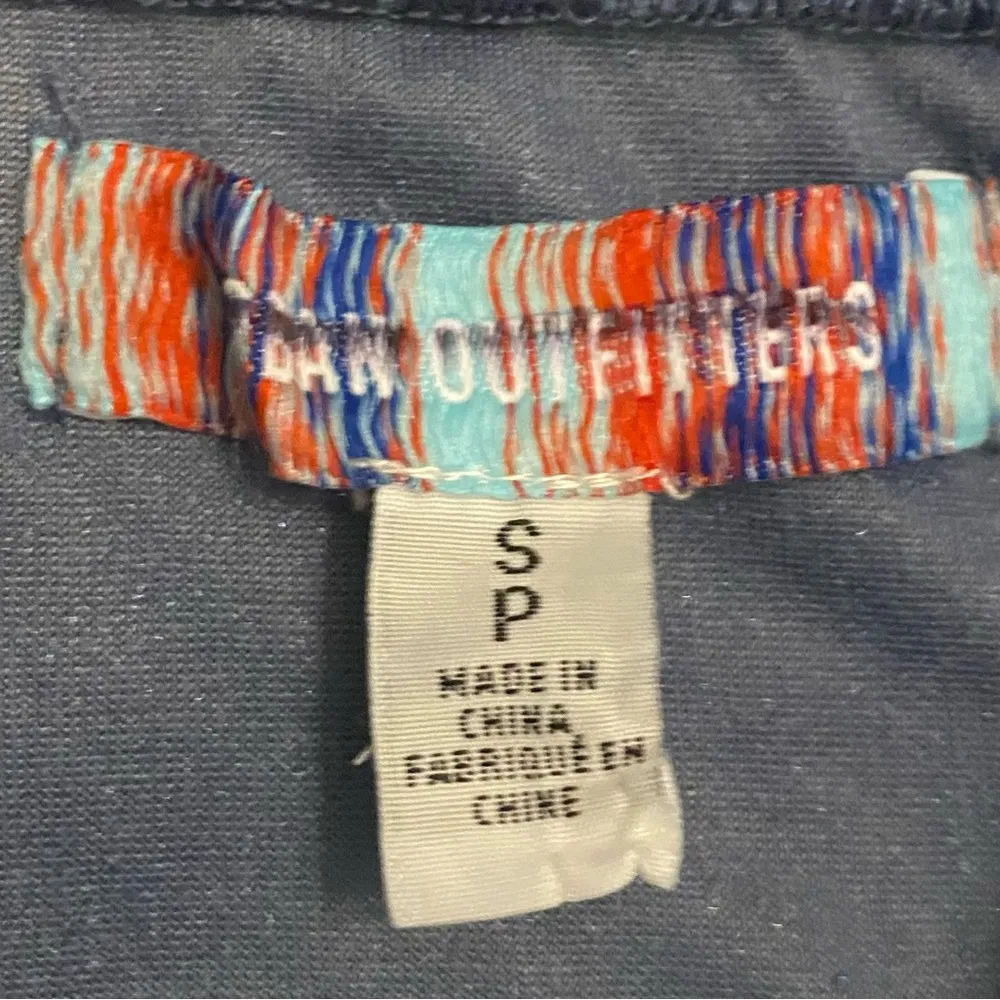 OUTFITTERS
S
P
MADE IN
CHINA,
FABRIQUÉ EN
CHINE